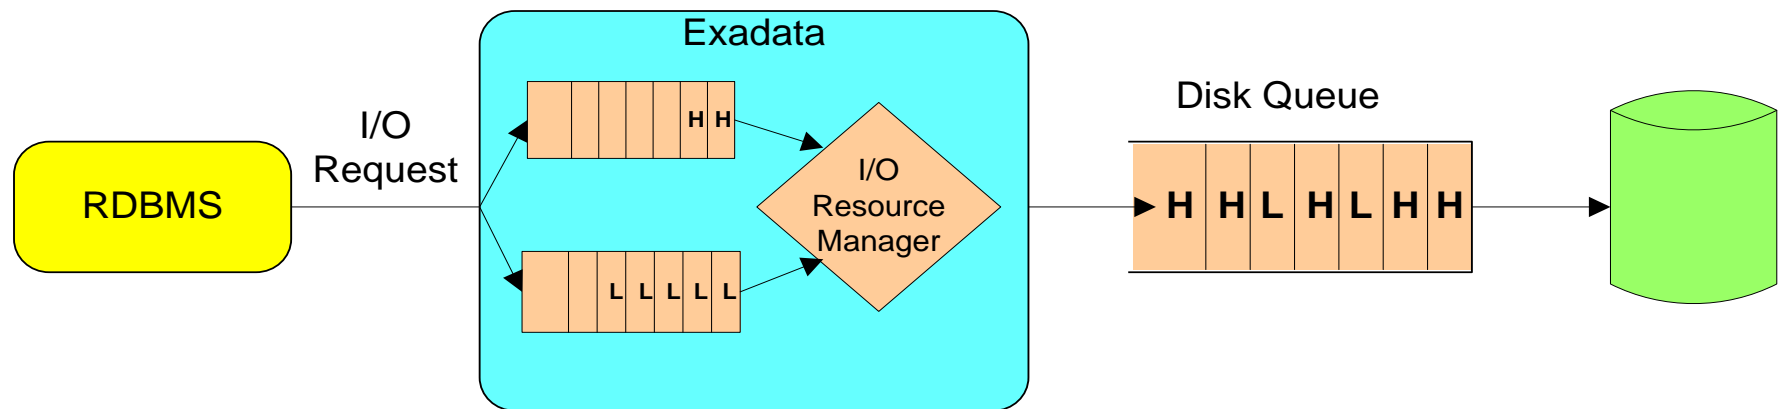 Exadata
RDBMS
I/O
Request
H H
L L L L L
I/O
Resource
Manager
Disk Queue
H H L H L H H